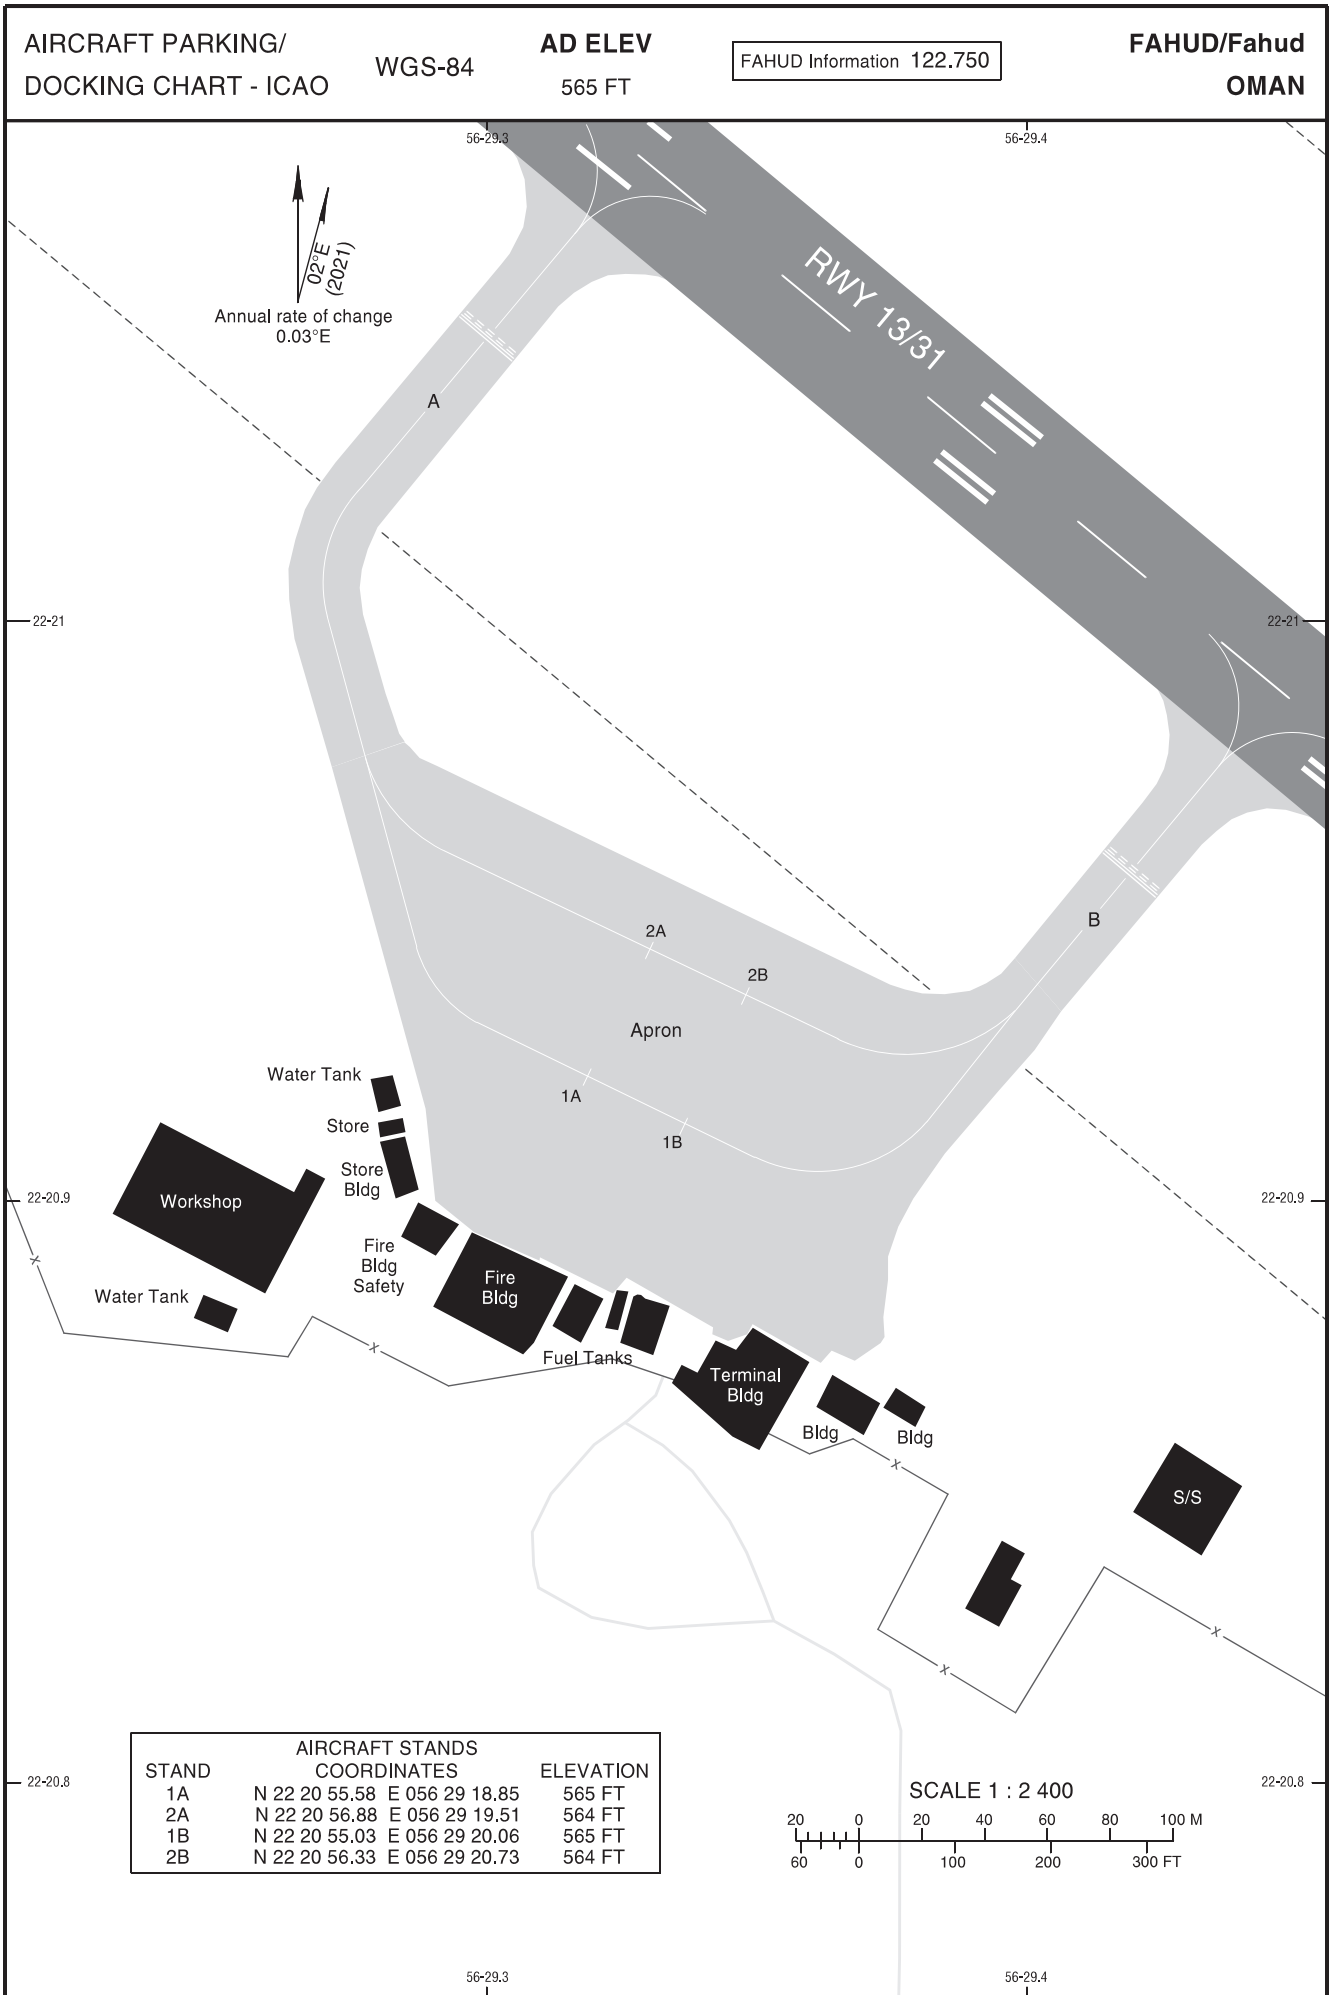 AIRCRAFT PARKING/
DOCKING CHART - ICAO
WGS-84
AD ELEV
565 FT
FAHUD Information 122.750
FAHUD/Fahud
OMAN
56-29.3
56-29.4
02°E
(2021)
Annual rate of change
0.03°E
RWY 13/31
A
22-21
22-21
B
2A
2B
Apron
1A
1B
Water Tank
Store
Store
Bldg
22-20.9
22-20.9
Workshop
x
Fire
Bldg
Safety
Fire
Bldg
Water Tank
x
Fuel Tanks
Terminal
Bldg
Bldg
Bldg
x
S/S
x
x
AIRCRAFT STANDS
STAND COORDINATES ELEVATION
1A N 22 20 55.58 E 056 29 18.85 565 FT
2A N 22 20 56.88 E 056 29 19.51 564 FT
1B N 22 20 55.03 E 056 29 20.06 565 FT
2B N 22 20 56.33 E 056 29 20.73 564 FT
22-20.8
22-20.8
SCALE 1 : 2 400
20 0 20 40 60 80 100 M
60 0 100 200 300 FT
56-29.3
56-29.4